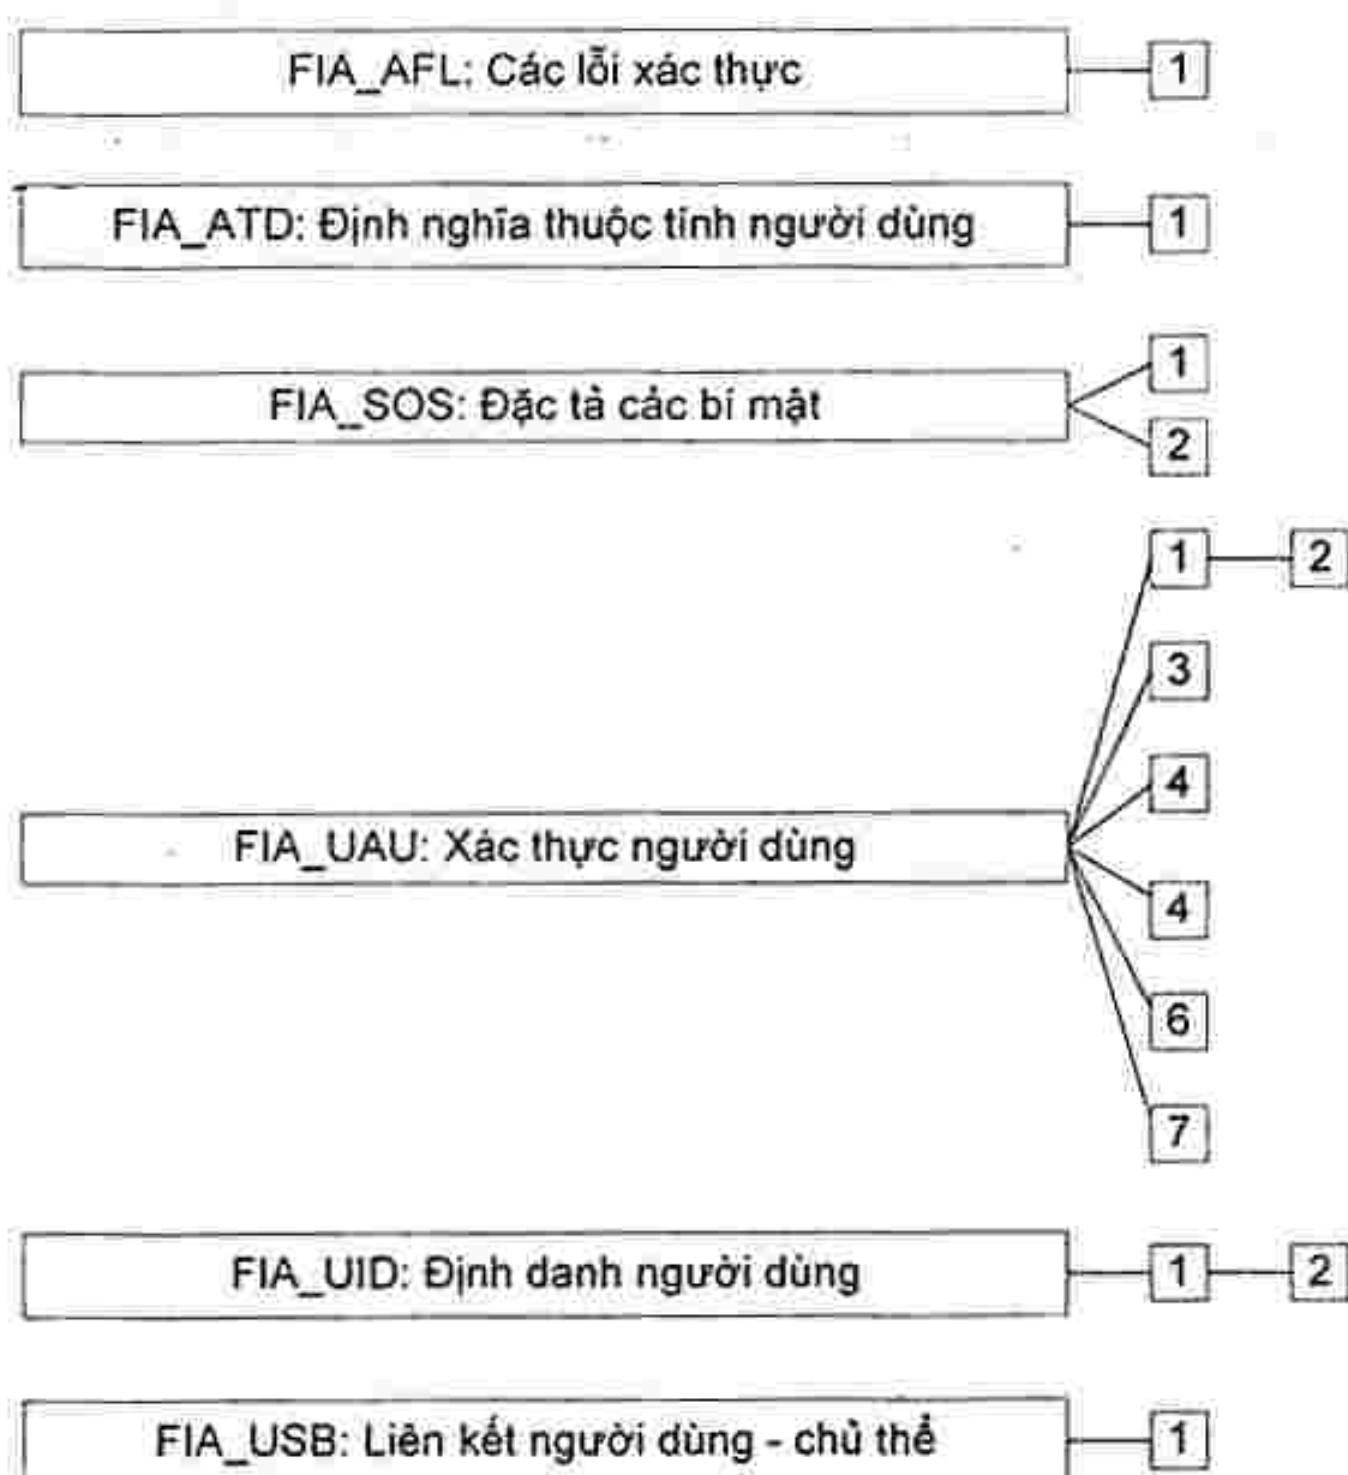 FIA_AFL: Các lỗi xác thực 1
FIA_ATD: Định nghĩa thuộc tính người dùng 1
1
FIA_SOS: Đặc tả các bí mật
2
1 2
3
4
FIA_UAU: Xác thực người dùng
4
6
7
FIA_UID: Định danh người dùng 1 2
FIA_USB: Liên kết người dùng - chủ thể 1